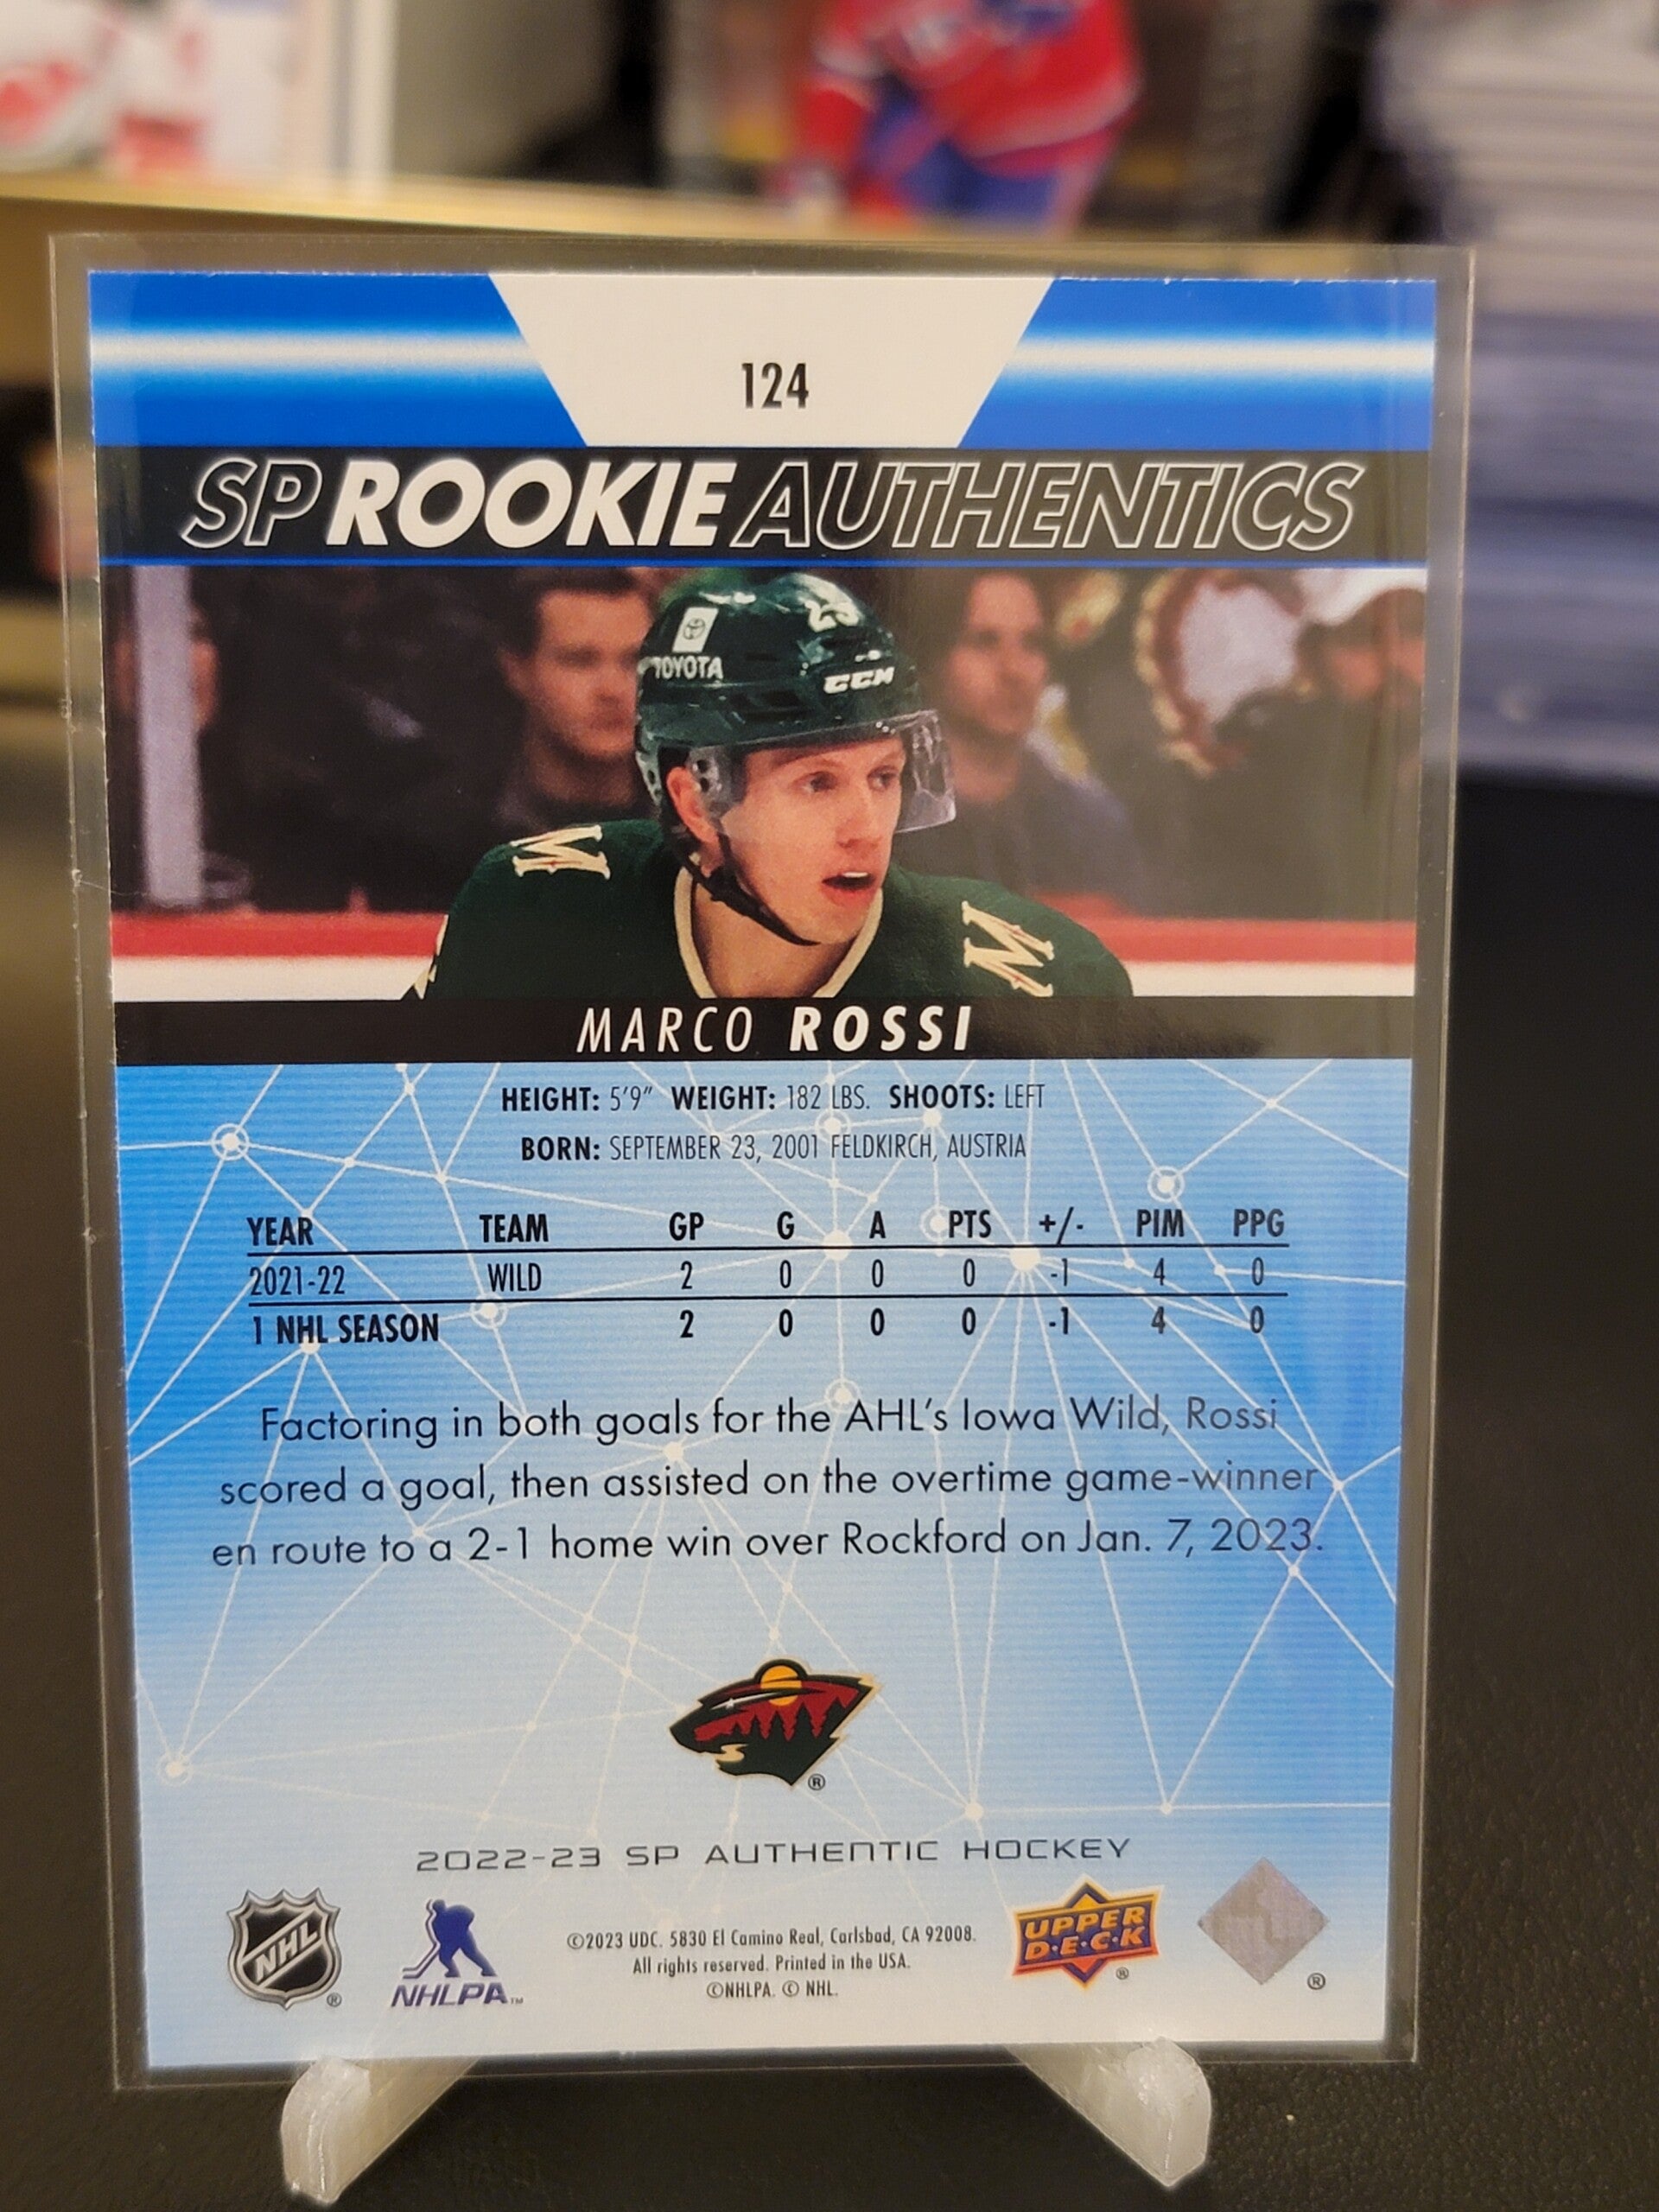 124
SP ROOKIE AUTHENTICS
23
TOYOTA
CCM
M
M
MARCO ROSSI
HEIGHT: 5'9" WEIGHT: 182 LBS. SHOOTS: LEFT
BORN: SEPTEMBER 23, 2001 FELDKIRCH, AUSTRIA
YEAR TEAM GP G A PTS +/- PIM PPG
2021-22 WILD 2 0 0 0 -1 4 0
1 NHL SEASON 2 0 0 0 -1 4 0
Factoring in both goals for the AHL's Iowa Wild, Rossi
scored a goal, then assisted on the overtime game-winner
en route to a 2-1 home win over Rockford on Jan. 7, 2023.
®
2022-23 SP AUTHENTIC HOCKEY
NHL ®
NHLPA™
©2023 UDC. 5830 El Camino Real, Carlsbad, CA 92008.
All rights reserved. Printed in the USA.
©NHLPA. © NHL.
UPPER
D•E•C•K ®
®